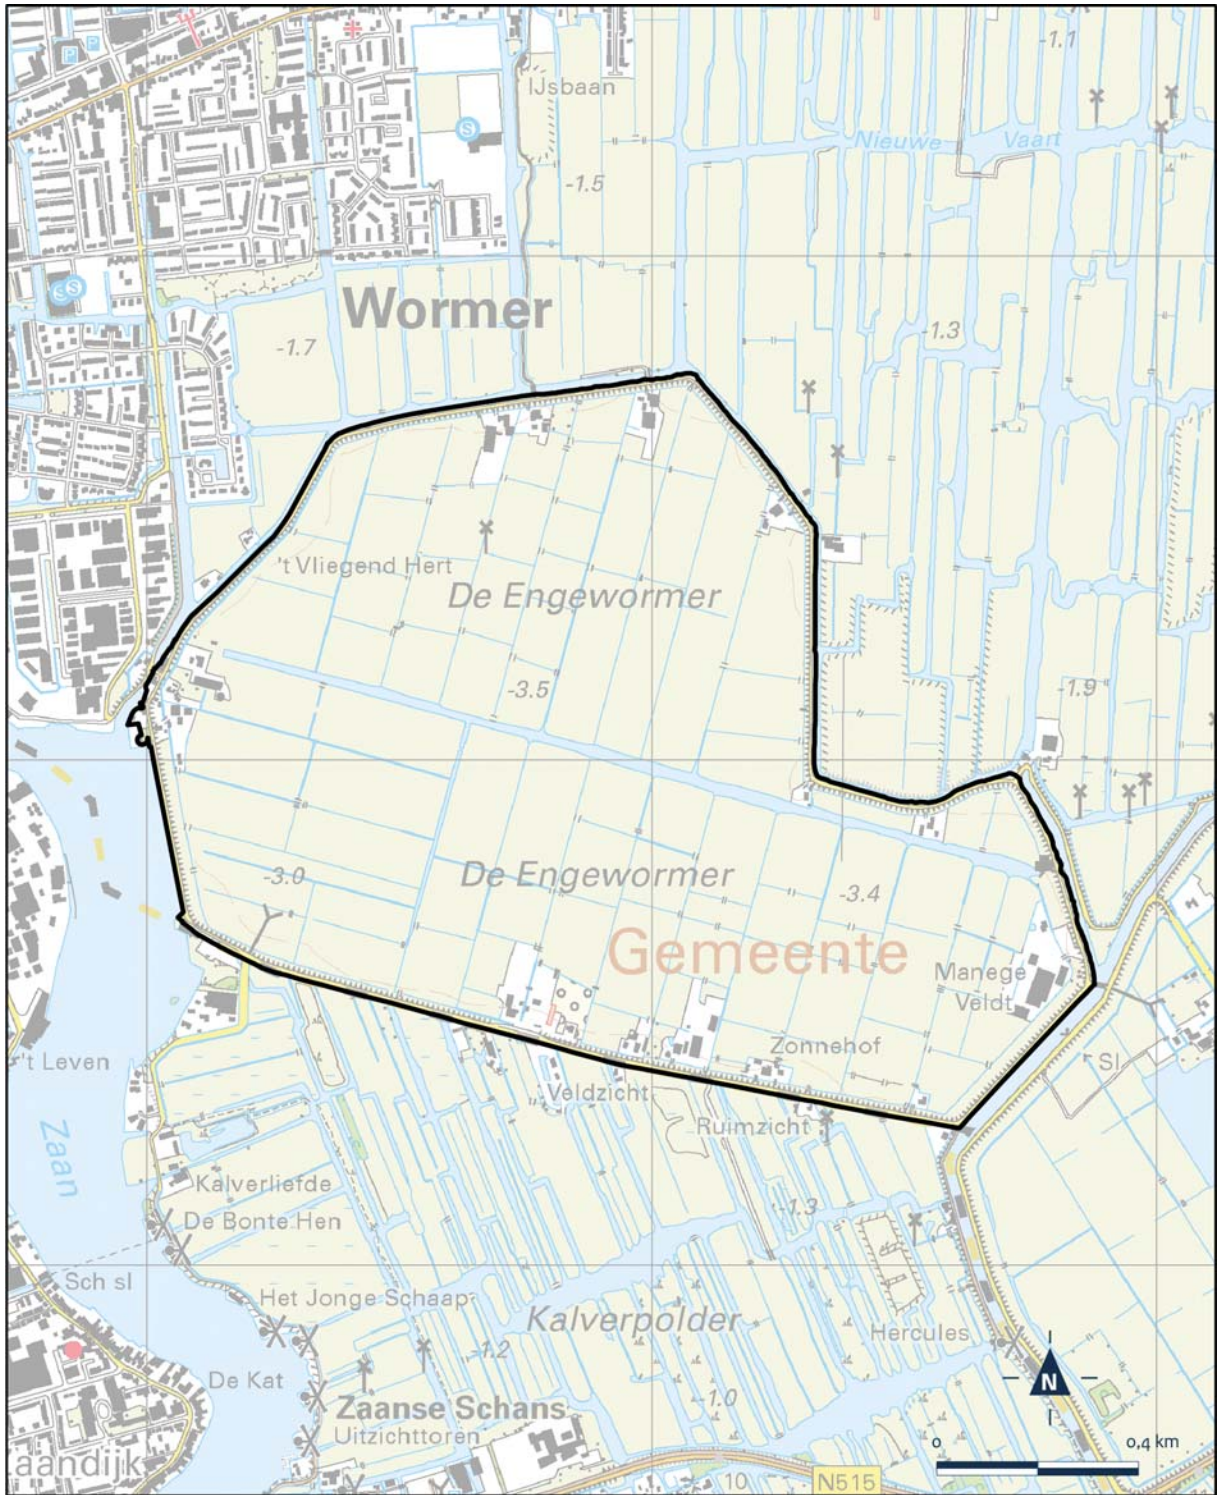 P
P
IJsbaan
-1.1
S
Nieuwe Vaart
-1.5
S
S
Wormer
-1.3
-1.7
't Vliegend Hert
De Engewormer
-3.5
-1.9
De Engewormer
-3.0
-3.4
Gemeente
Manege
Veldt
Zonnehof
r't Leven
Sl
Veldzicht
Ruimzicht
Zaan
Kalverliefde
De Bonte Hen
-1.3
Sch sl
Het Jonge Schaap
Kalverpolder
Hercules
-1.2
De Kat
N
-1.0
Zaanse Schans
Uitzichttoren
0
0,4 km
aandijk
10
N515